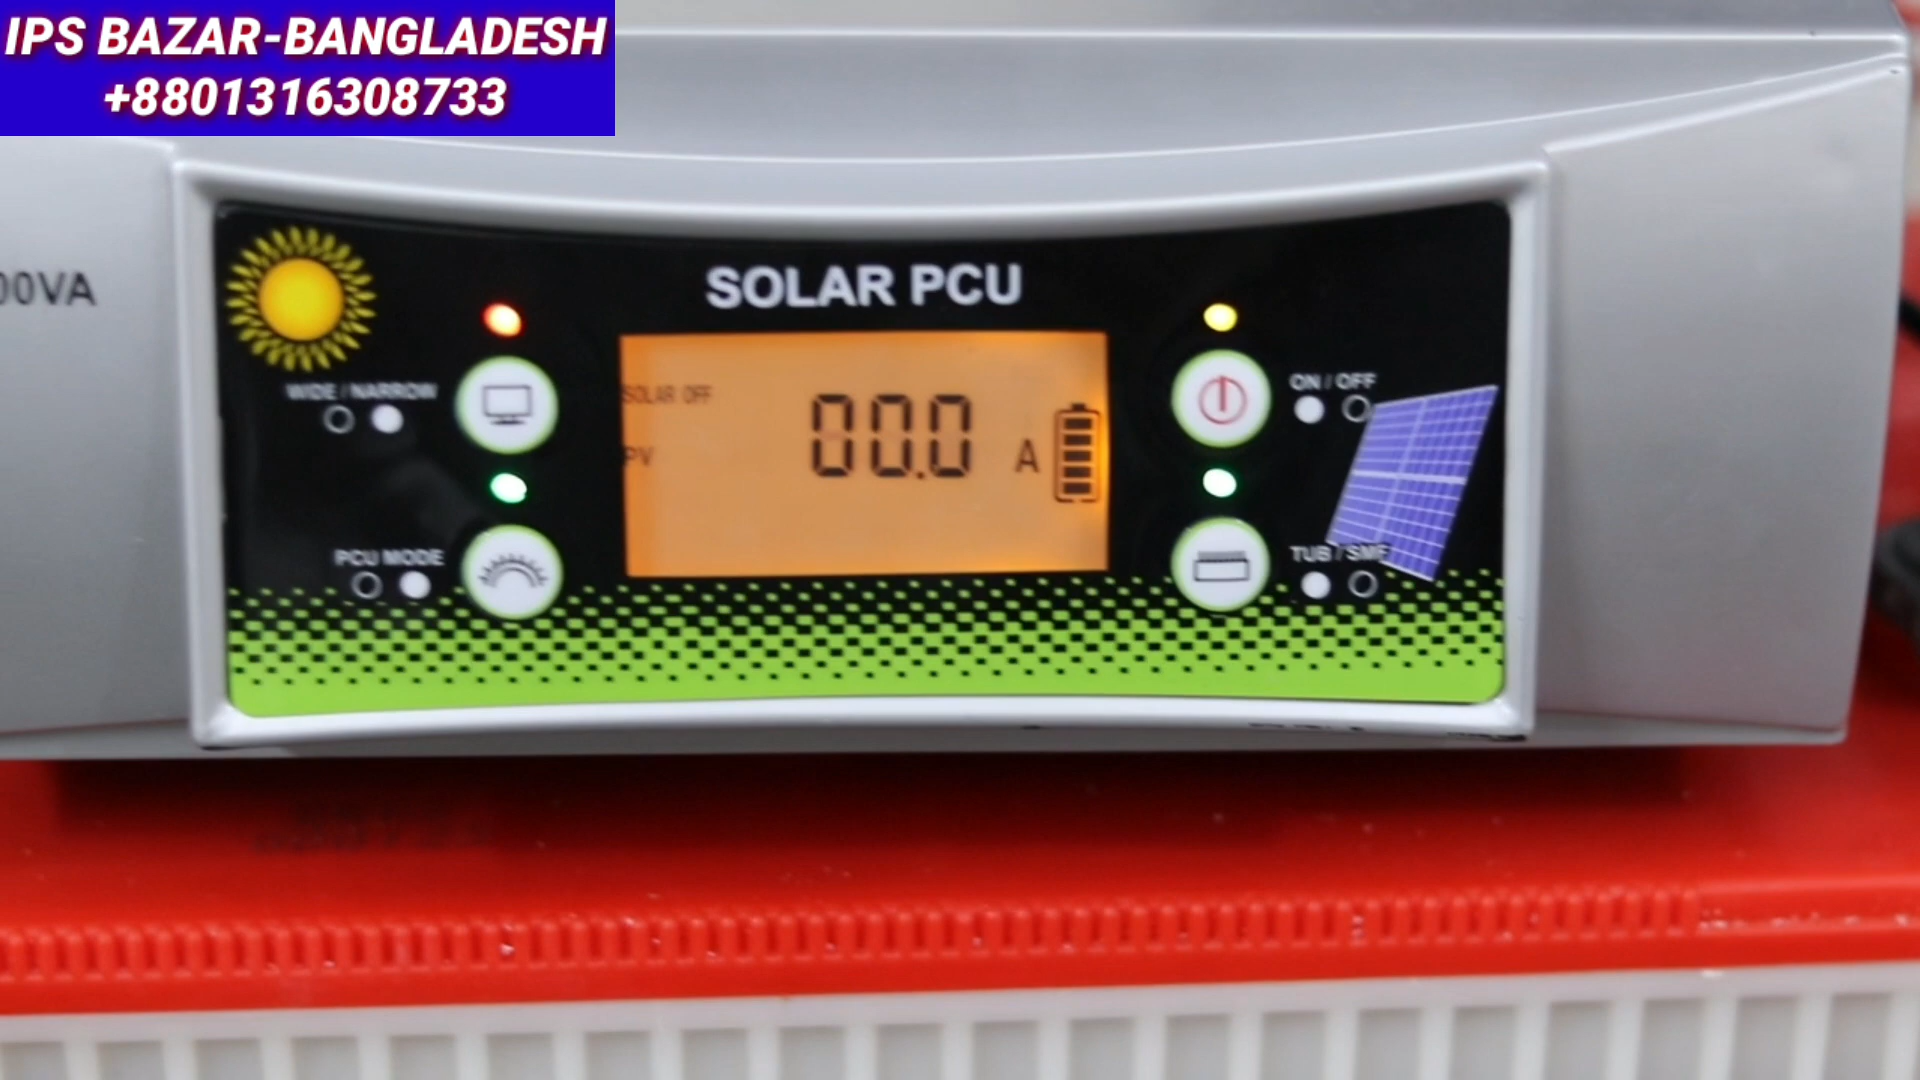 IPS BAZAR-BANGLADESH
+8801316308733
00VA
SOLAR PCU
WIDE / NARROW
SOLAR OFF
00.0
A
PV
ON / OFF
PCU MODE
TUB / SMF